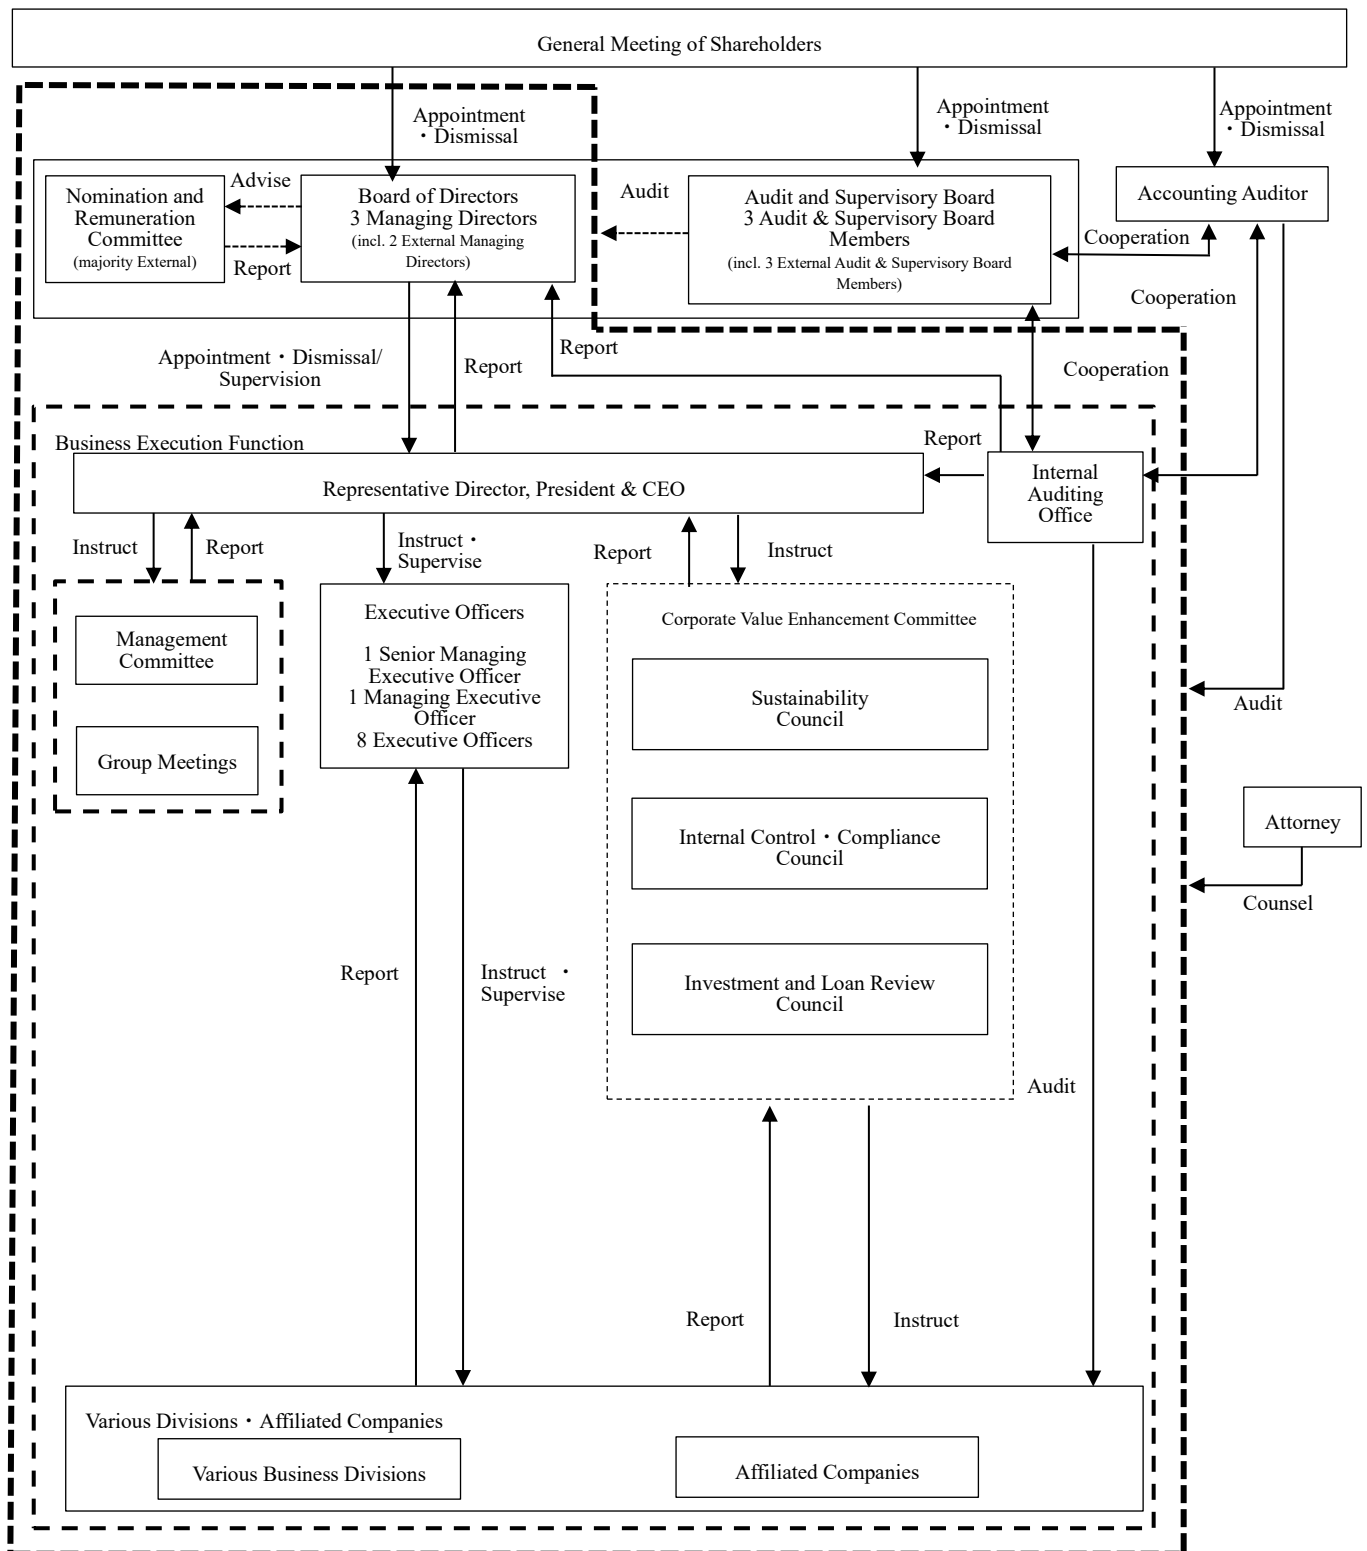 General Meeting of Shareholders
Appointment
・Dismissal
Appointment
・Dismissal
Appointment
・Dismissal
Nomination and
Remuneration
Committee
(majority External)
Advise
Report
Board of Directors
3 Managing Directors
(incl. 2 External Managing
Directors)
Audit
Audit and Supervisory Board
3 Audit & Supervisory Board
Members
(incl. 3 External Audit & Supervisory Board
Members)
Accounting Auditor
Cooperation
Cooperation
Appointment・Dismissal/
Supervision
Report
Report
Cooperation
Business Execution Function
Report
Representative Director, President & CEO
Internal
Auditing
Office
Instruct
Report
Instruct・
Supervise
Report
Instruct
Management
Committee
Group Meetings
Executive Officers
1 Senior Managing
Executive Officer
1 Managing Executive
Officer
8 Executive Officers
Corporate Value Enhancement Committee
Sustainability
Council
Internal Control・Compliance
Council
Investment and Loan Review
Council
Audit
Attorney
Counsel
Report
Instruct ・
Supervise
Audit
Report
Instruct
Various Divisions・Affiliated Companies
Various Business Divisions
Affiliated Companies